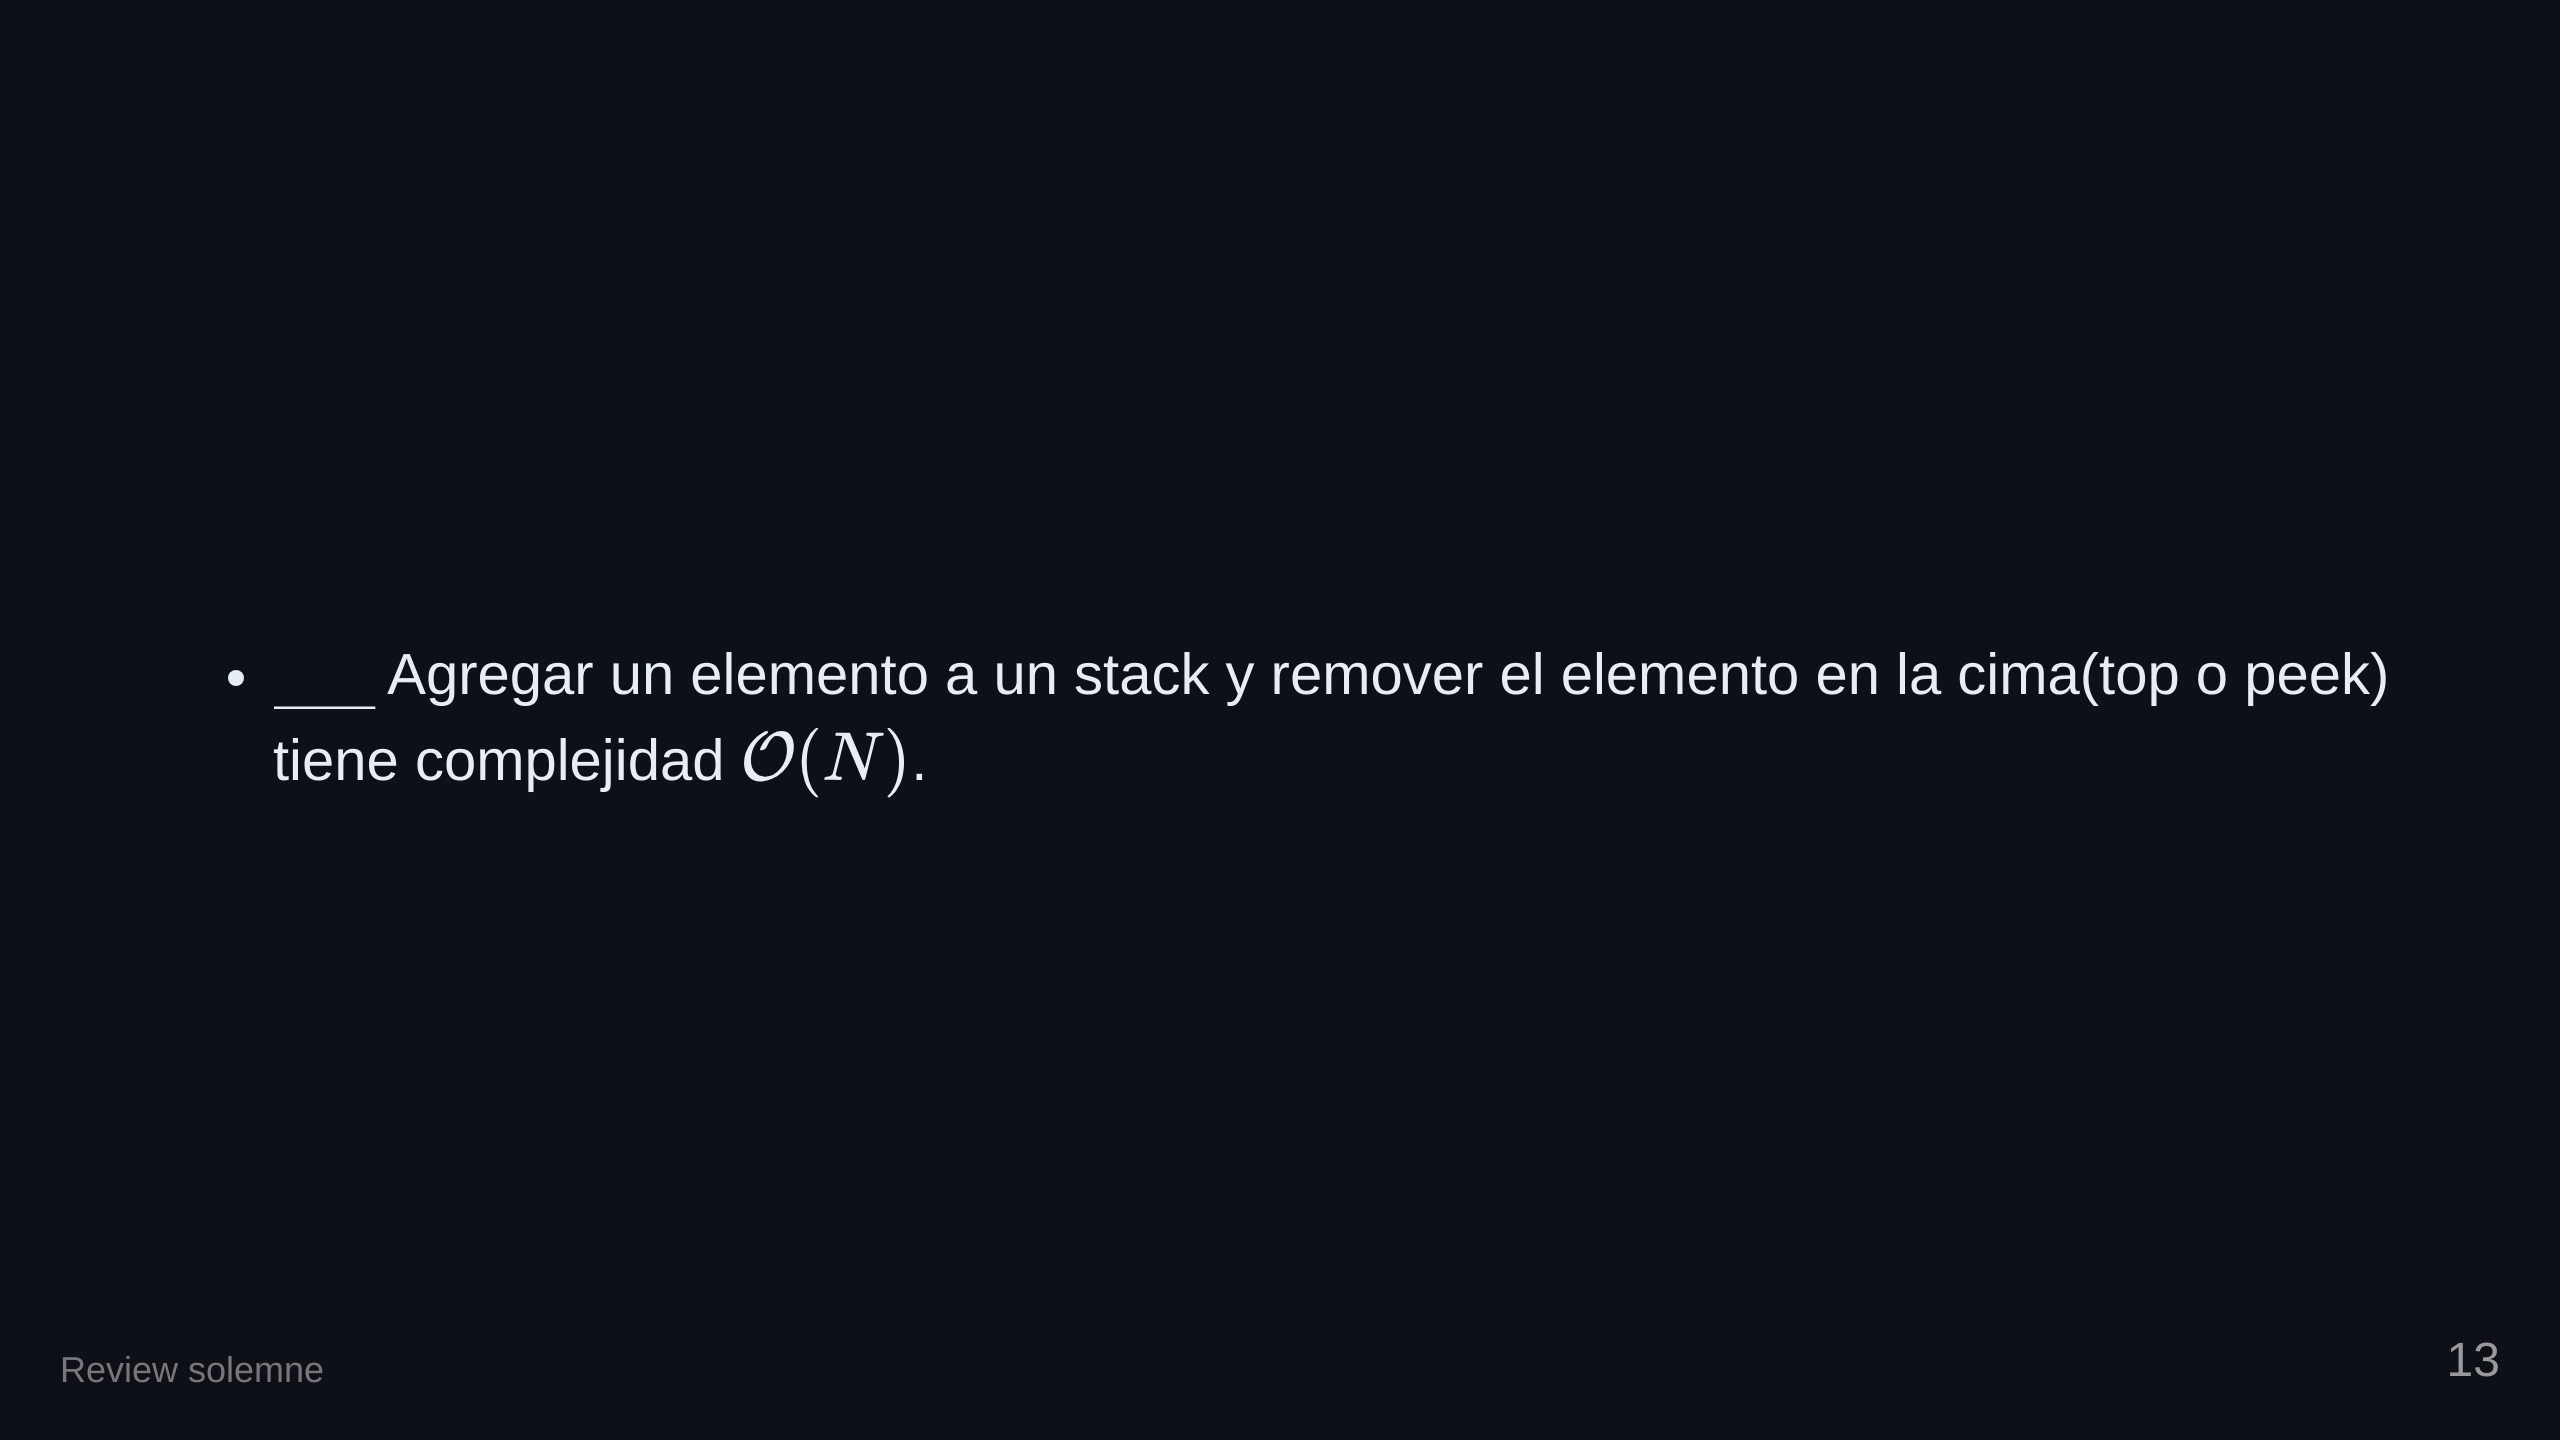 • ___ Agregar un elemento a un stack y remover el elemento en la cima(top o peek)
tiene complejidad 𝒪(N).
Review solemne
13